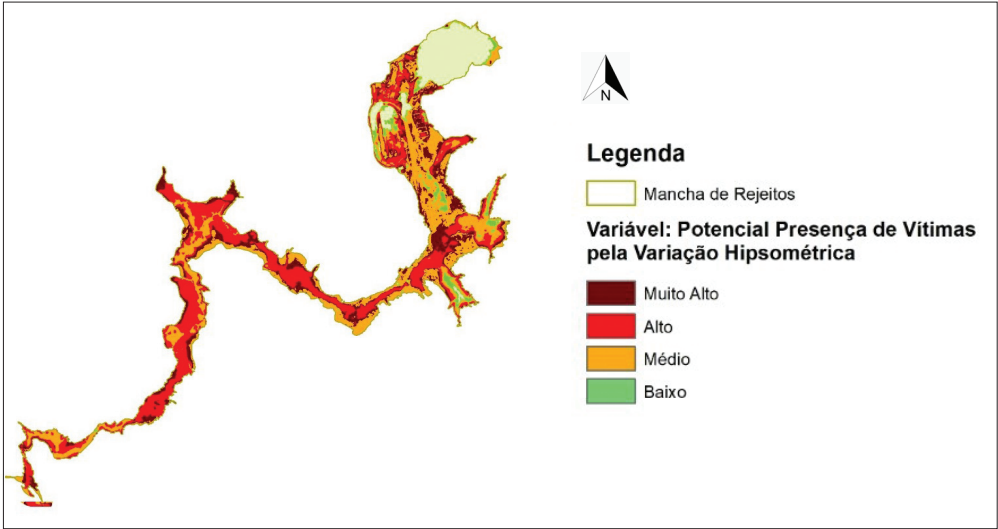 N
Legenda
Mancha de Rejeitos
Variável: Potencial Presença de Vítimas
pela Variação Hipsométrica
Muito Alto
Alto
Médio
Baixo